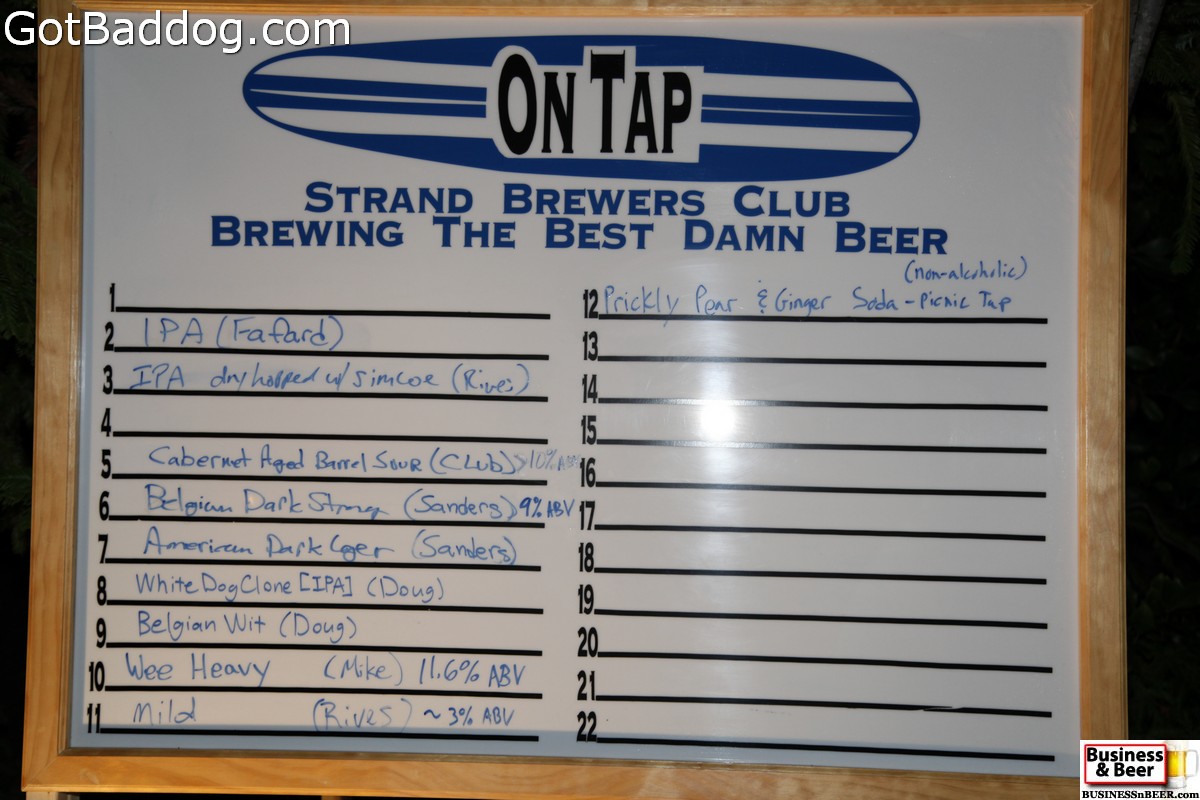 GotBaddog.com
ON TAP
STRAND BREWERS CLUB
BREWING THE BEST DAMN BEER
1
2 IPA (Fafard)
3 IPA dry hopped w/ simcoe (Rives)
4
5 Cabernet Aged Barrel Sour (Club) >10% ABV
6 Belgian Dark Strong (Sanders) 9% ABV
7 American Dark Lager (Sanders)
8 White Dog Clone [IPA] (Doug)
9 Belgian Wit (Doug)
10 Wee Heavy (Mike) 11.6% ABV
11 Mild (Rives) ~3% ABV
(non-alcoholic)
12 Prickly Pear & Ginger Soda - Picnic Tap
13
14
15
16
17
18
19
20
21
22
Business
& Beer
BUSINESSnBEER.com